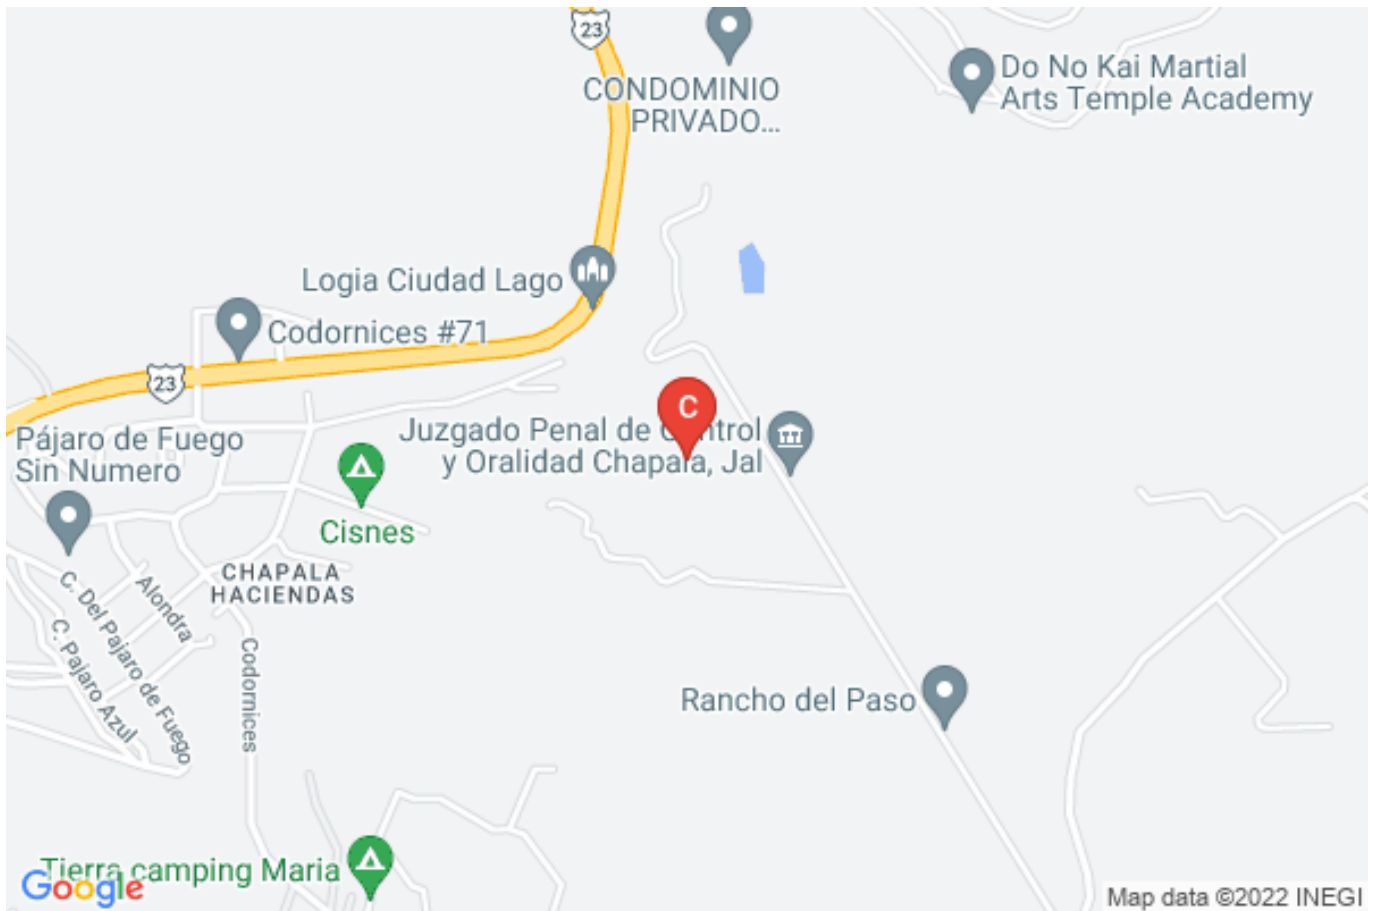 23
CONDOMINIO
PRIVADO...
Do No Kai Martial
Arts Temple Academy
Logia Ciudad Lago
Codornices #71
23
C
Juzgado Penal de Control
y Oralidad Chapala, Jal
Pájaro de Fuego
Sin Numero
Cisnes
CHAPALA
HACIENDAS
Alondra
C. Del Pajaro de Fuego
C. Pajaro Azul
Codornices
Rancho del Paso
Tierra camping Maria
Google
Map data ©2022 INEGI